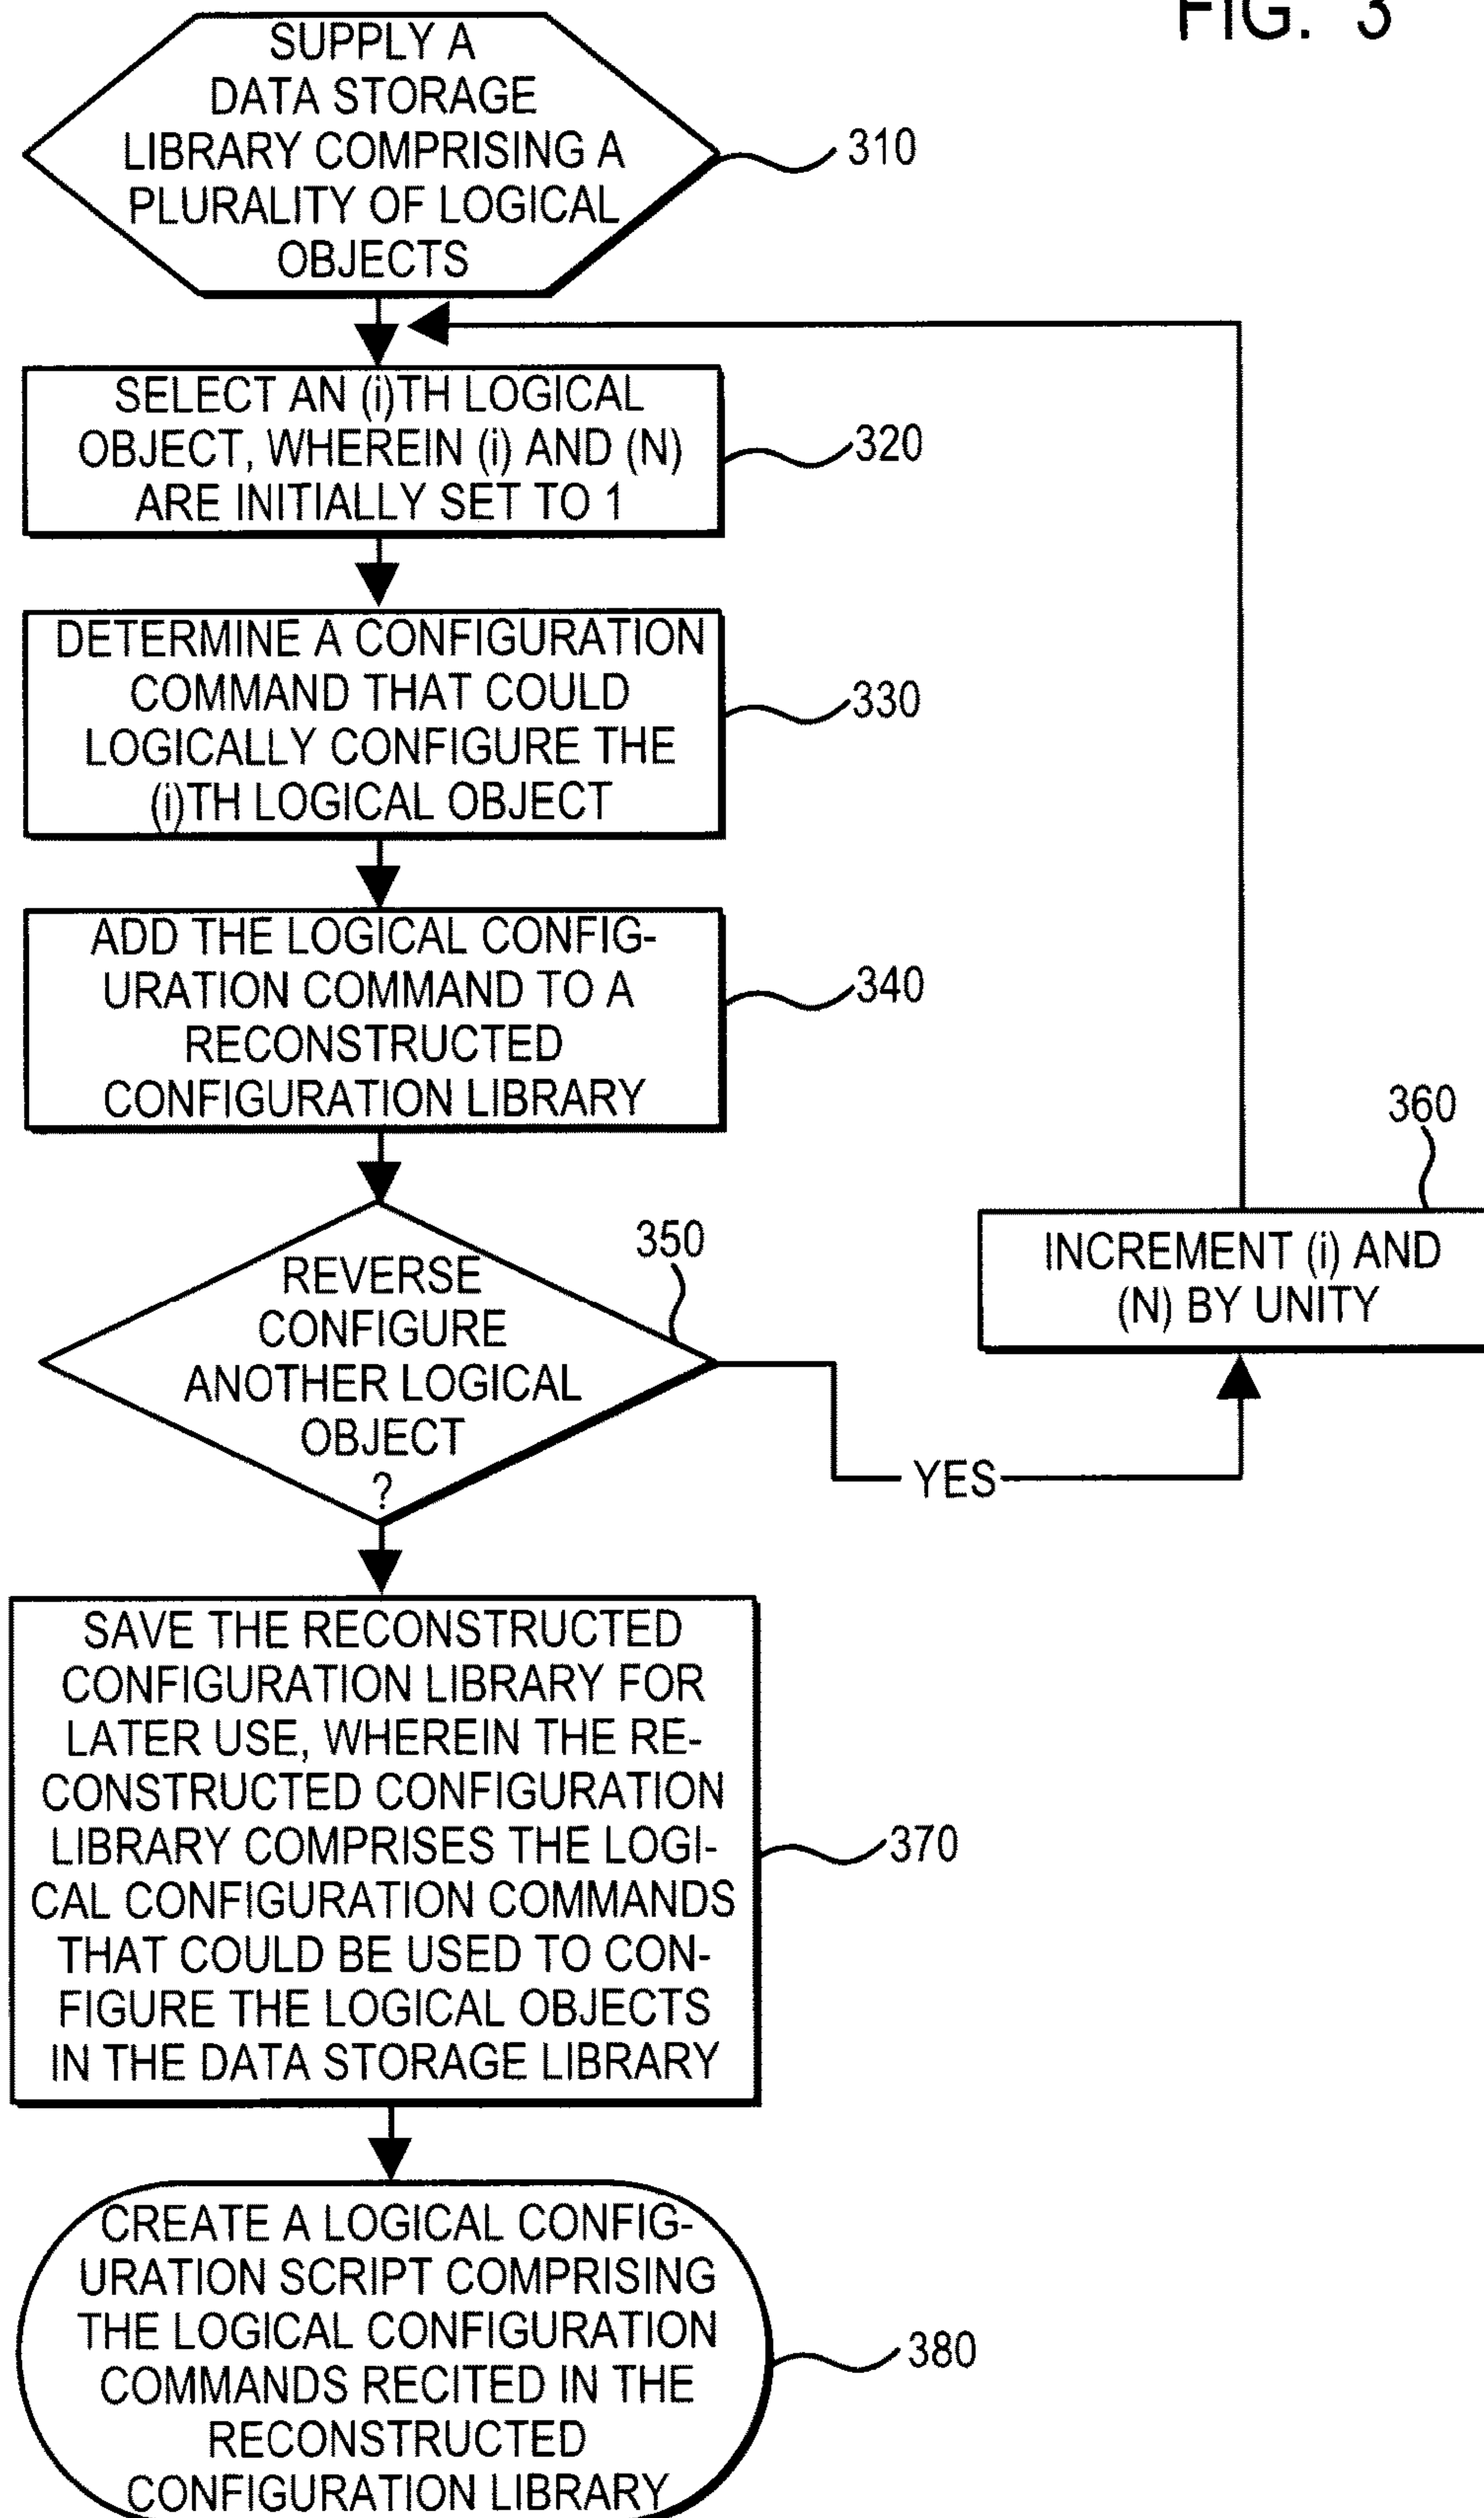 FIG. 3
SUPPLY A
DATA STORAGE
LIBRARY COMPRISING A
PLURALITY OF LOGICAL
OBJECTS
310
SELECT AN (i)TH LOGICAL
OBJECT, WHEREIN (i) AND (N)
ARE INITIALLY SET TO 1
320
DETERMINE A CONFIGURATION
COMMAND THAT COULD
LOGICALLY CONFIGURE THE
(i)TH LOGICAL OBJECT
330
ADD THE LOGICAL CONFIG-
URATION COMMAND TO A
RECONSTRUCTED
CONFIGURATION LIBRARY
340
REVERSE
CONFIGURE
ANOTHER LOGICAL
OBJECT
?
350
YES
360
INCREMENT (i) AND
(N) BY UNITY
SAVE THE RECONSTRUCTED
CONFIGURATION LIBRARY FOR
LATER USE, WHEREIN THE RE-
CONSTRUCTED CONFIGURATION
LIBRARY COMPRISES THE LOGI-
CAL CONFIGURATION COMMANDS
THAT COULD BE USED TO CON-
FIGURE THE LOGICAL OBJECTS
IN THE DATA STORAGE LIBRARY
370
CREATE A LOGICAL CONFIG-
URATION SCRIPT COMPRISING
THE LOGICAL CONFIGURATION
COMMANDS RECITED IN THE
RECONSTRUCTED
CONFIGURATION LIBRARY
380